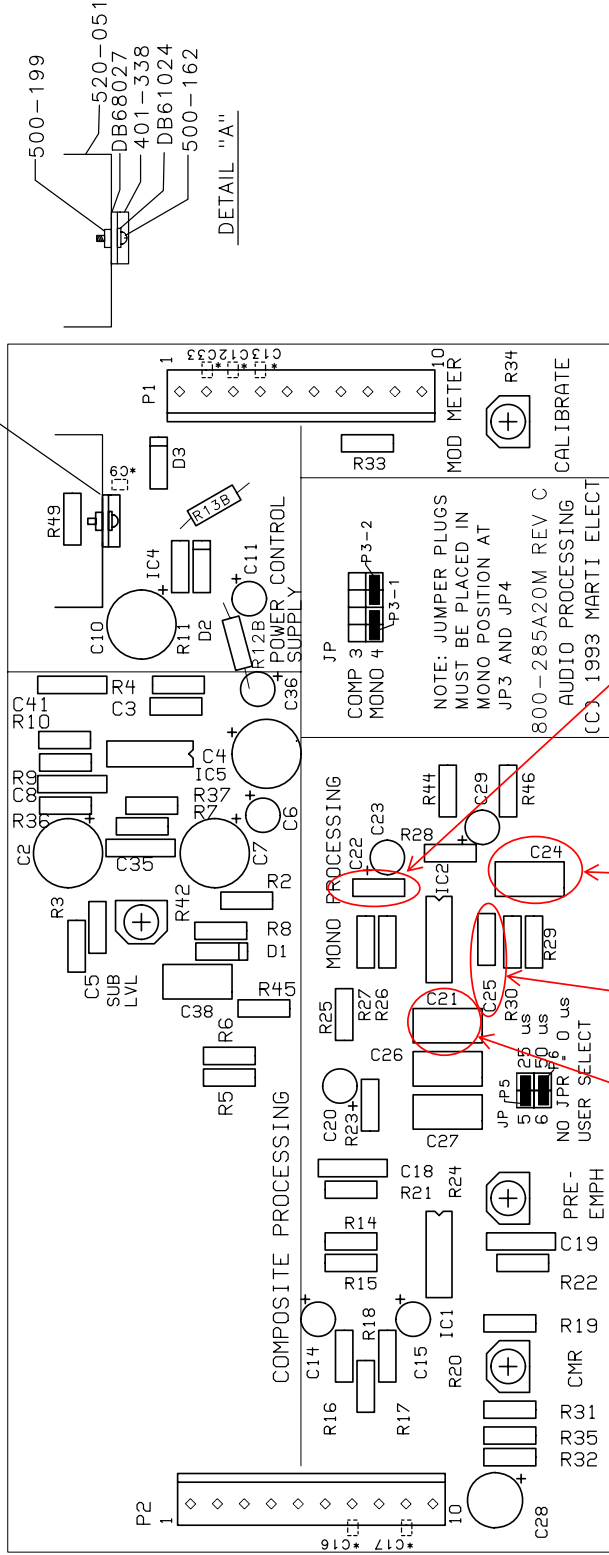 500-199
520-051
DB68027
401-338
DB61024
500-162
DETAIL "A"
P1
1
*C33
*C12
*C13
10
R49
*C9
D3
R13B
IC4
D2
C10
R11
C11
R12B
POWER CONTROL
SUPPLY
R33
MOD METER
R34
CALIBRATE
JP
COMP 3
MONO 4
P3-2
P3-1
NOTE: JUMPER PLUGS
MUST BE PLACED IN
MONO POSITION AT
JP3 AND JP4
800-285A20M REV C
AUDIO PROCESSING
(C) 1993 MARTI ELECT
C41
R10
R4
C3
R9
C8
R36
IC5
C4
C36
R37
R7
C6
C2
C35
C7
R3
C5
SUB
LVL
R42
R2
R8
D1
C38
R45
R6
R5
COMPOSITE PROCESSING
MONO PROCESSING
C22
C23
R28
IC2
R44
C29
R46
C24
R25
R27
R26
C21
C25
R30
R29
C26
C20
R23
C27
JP P5
5 25 us
6 50 us
P6
NO JPR = 0 us
USER SELECT
C18
R21
R24
PRE-
EMPH
R14
R15
C19
R22
C14
R18
C15
IC1
R16
R17
R20
R19
CMR
R31
R35
R32
P2
1
*C16
*C17
10
C28